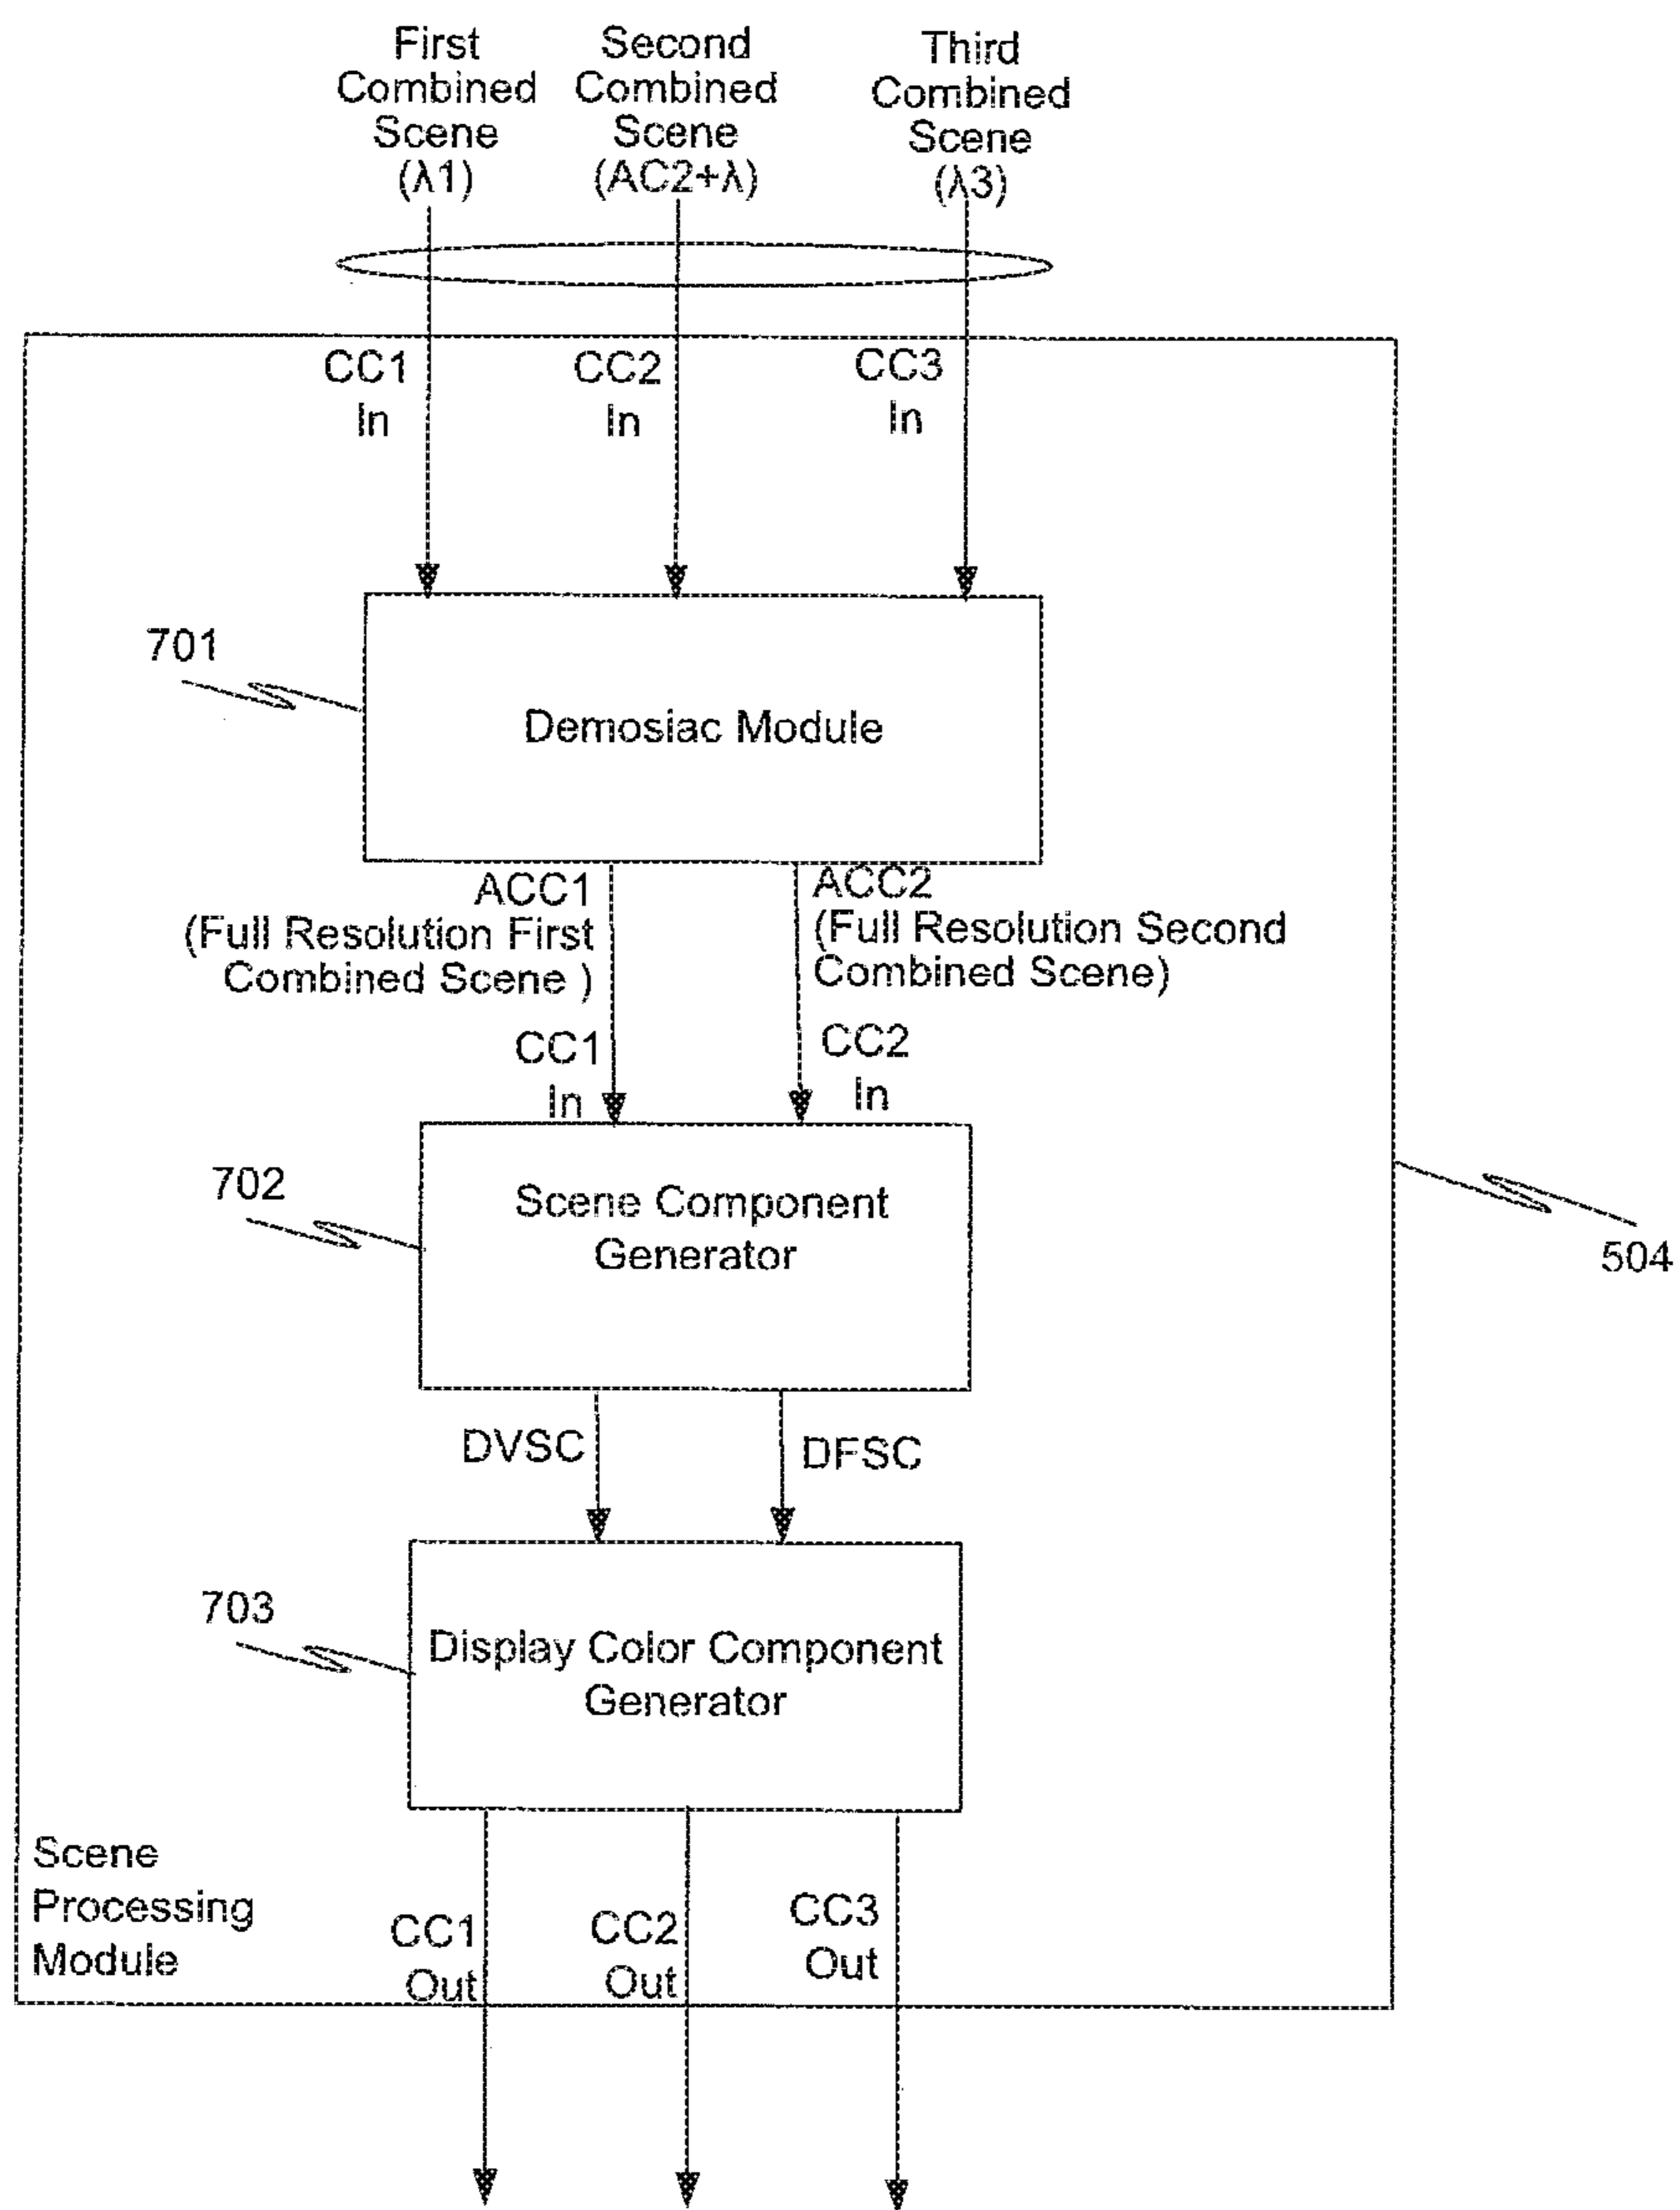 First
Combined
Scene
(λ1)
Second
Combined
Scene
(AC2+λ)
Third
Combined
Scene
(λ3)
CC1
In
CC2
In
CC3
In
701
Demosiac Module
ACC1
(Full Resolution First
Combined Scene )
ACC2
(Full Resolution Second
Combined Scene)
CC1
In
CC2
In
702
Scene Component
Generator
504
DVSC
DFSC
703
Display Color Component
Generator
Scene
Processing
Module
CC1
Out
CC2
Out
CC3
Out